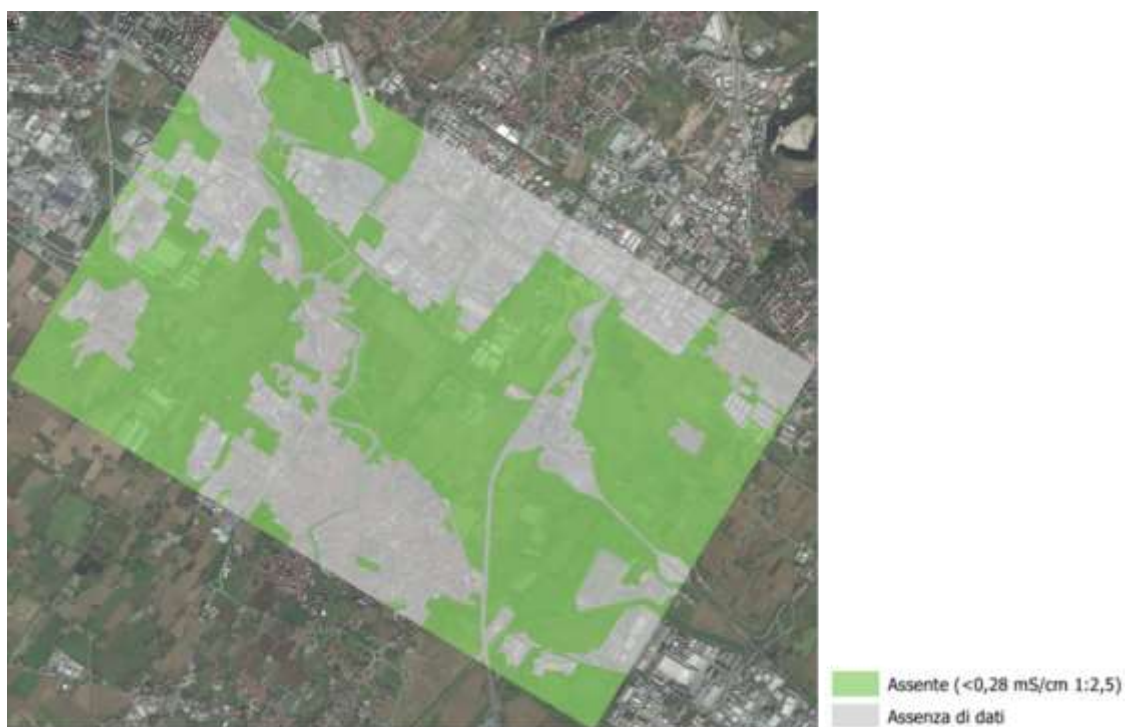 Assente (<0,28 mS/cm 1:2,5)
Assenza di dati